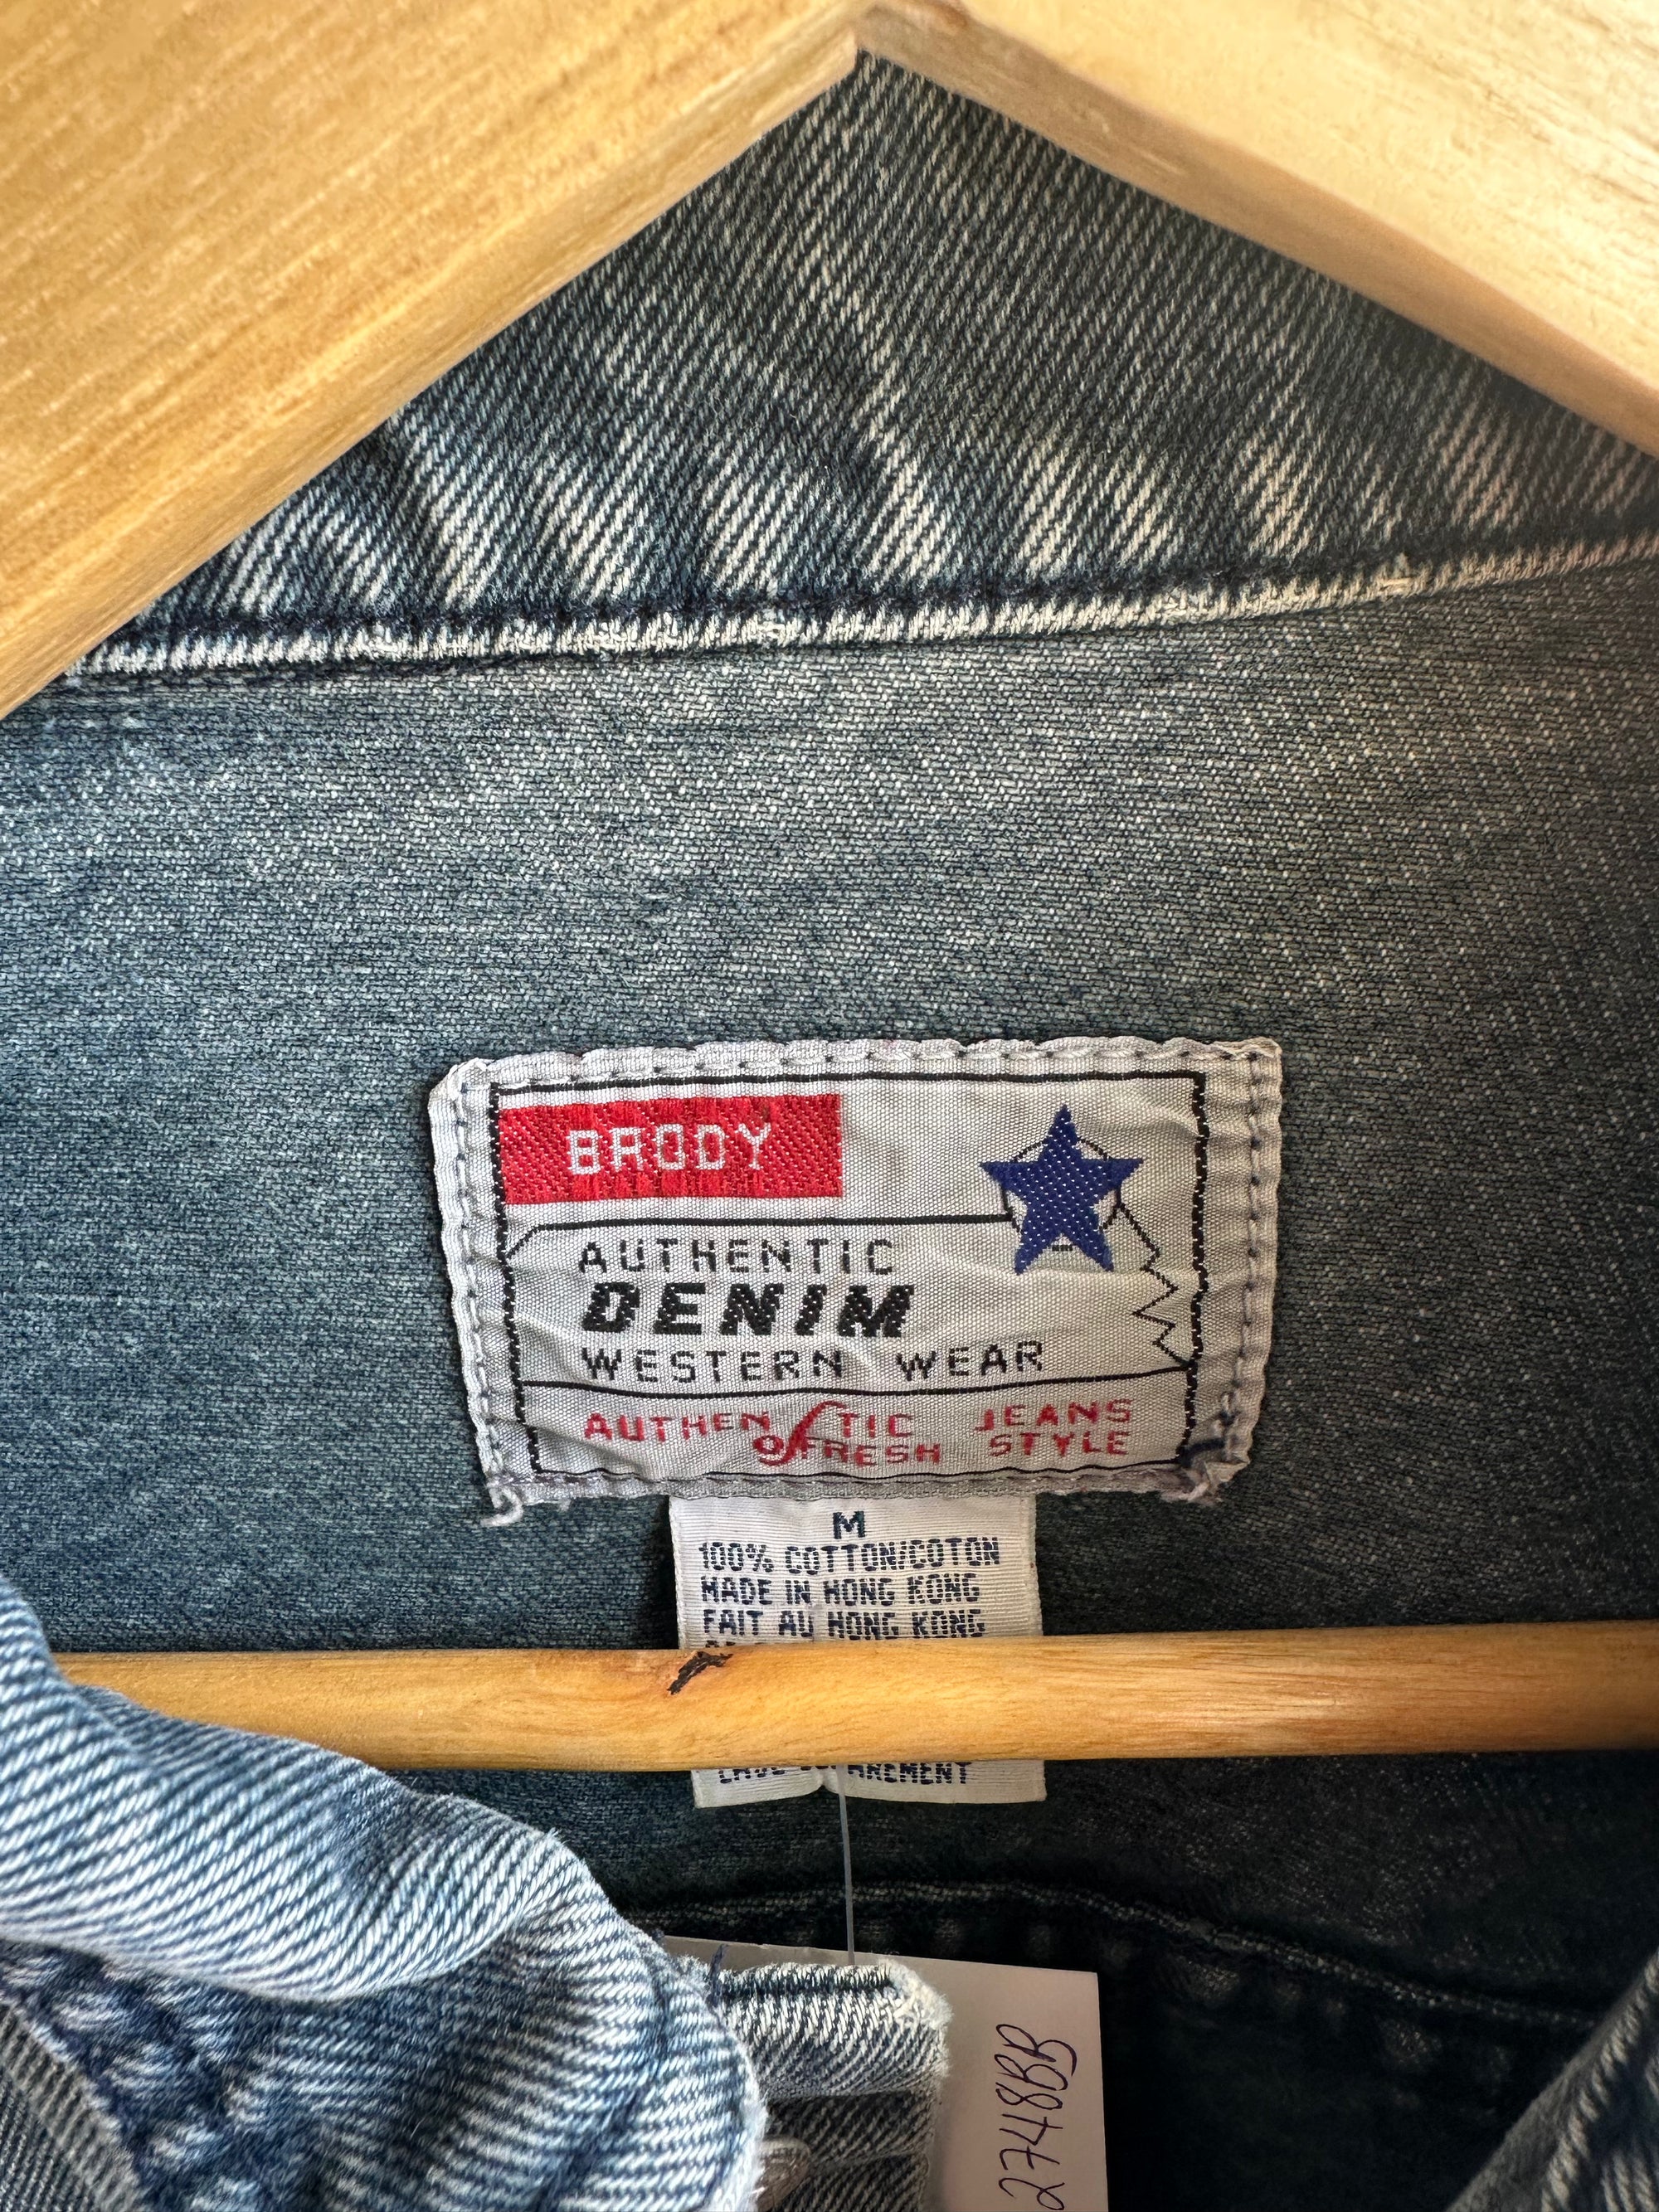 BRODY
AUTHENTIC
DENIM
WESTERN WEAR
AUTHENTIC JEANS
OF FRESH STYLE
M
100% COTTON/COTON
MADE IN HONG KONG
FAIT AU HONG KONG